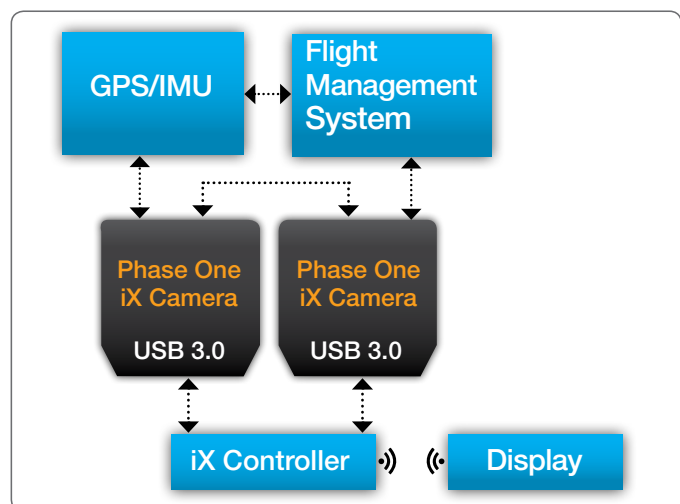 GPS/IMU
Flight
Management
System
Phase One
iX Camera
USB 3.0
Phase One
iX Camera
USB 3.0
iX Controller
Display